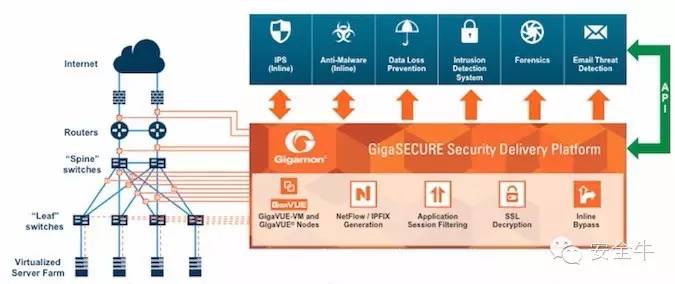 IPS
(Inline)
Anti-Malware
(Inline)
Data Loss
Prevention
Intrusion
Detection
System
Forensics
Email Threat
Detection
API
Internet
Routers
“Spine”
switches
“Leaf”
switches
Virtualized
Server Farm
Gigamon®
GigaSECURE Security Delivery Platform
GigaVUE
GigaVUE-VM and
GigaVUE® Nodes
NetFlow / IPFIX
Generation
Application
Session Filtering
SSL
Decryption
Inline
Bypass
安全牛